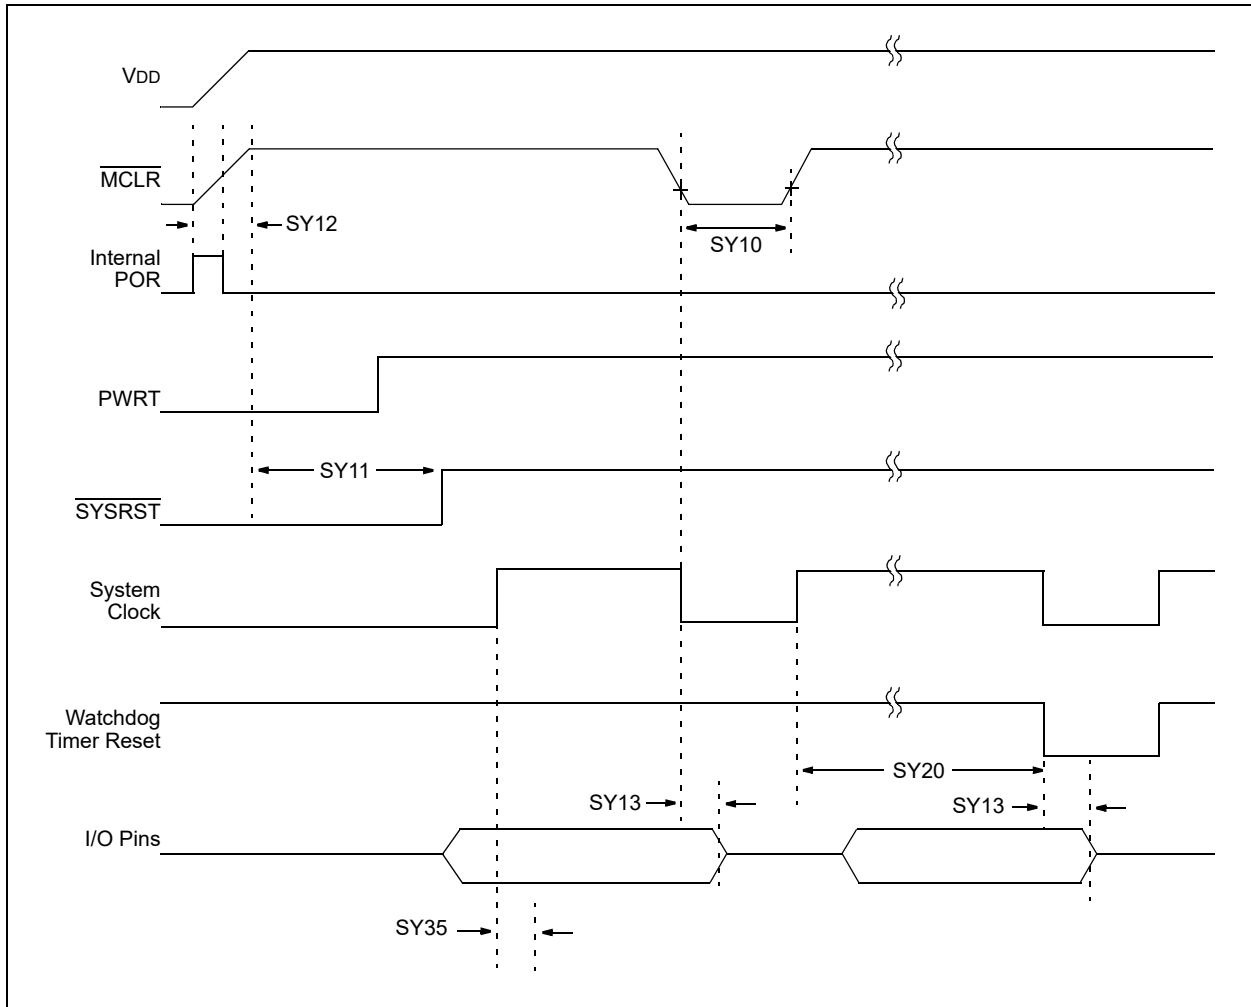 VDD
MCLR
SY12
SY10
Internal
POR
PWRT
SY11
SYSRST
System
Clock
Watchdog
Timer Reset
SY20
SY13
SY13
I/O Pins
SY35